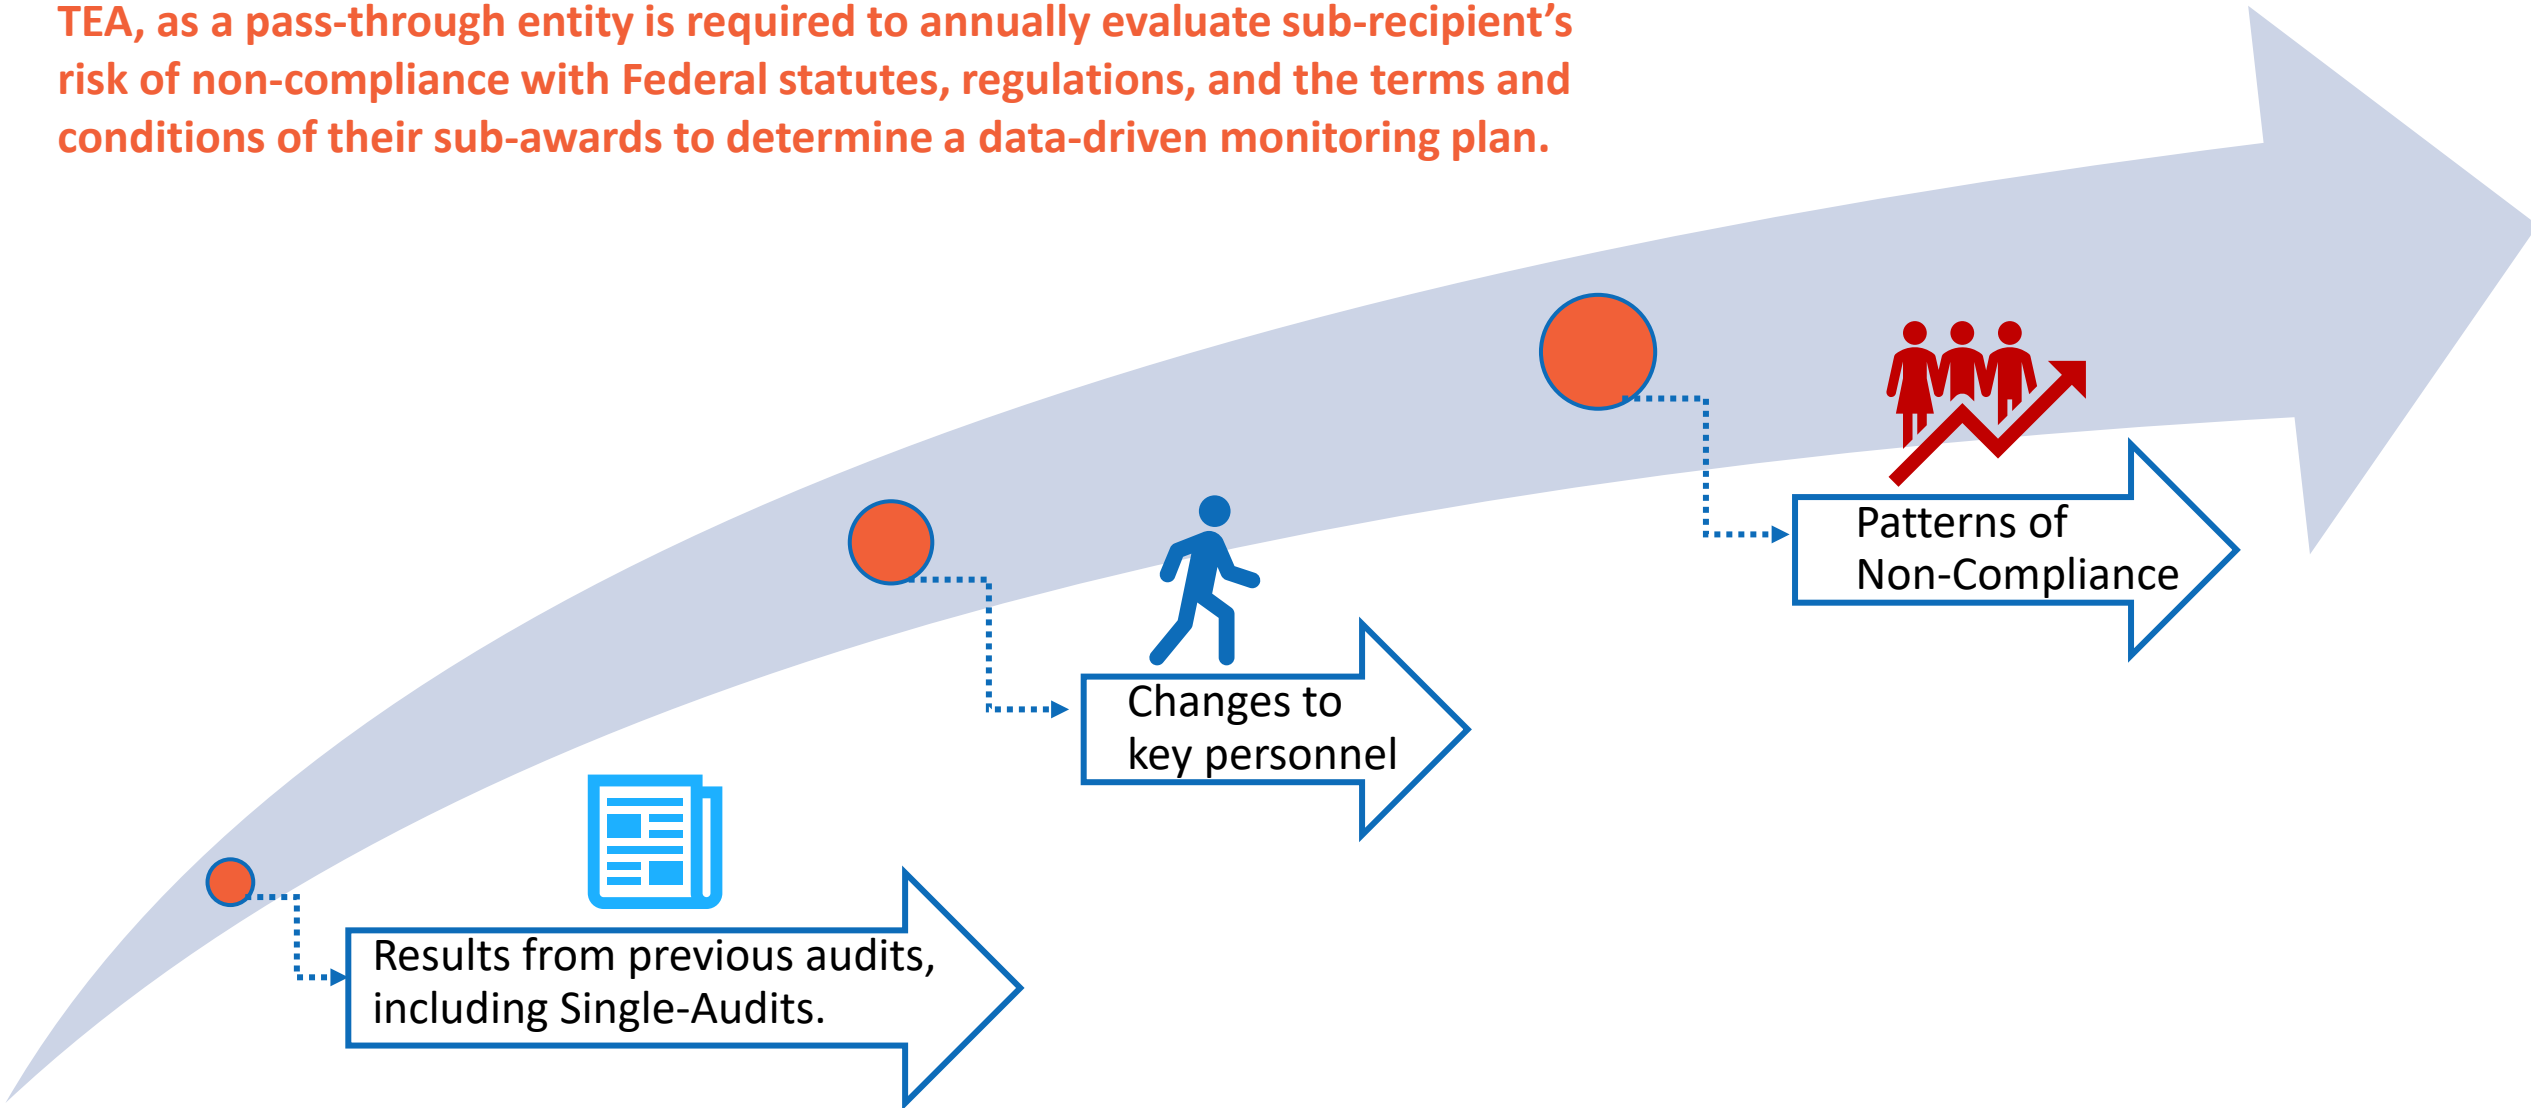 TEA, as a pass-through entity is required to annually evaluate sub-recipient’s
risk of non-compliance with Federal statutes, regulations, and the terms and
conditions of their sub-awards to determine a data-driven monitoring plan.
Patterns of
Non-Compliance
Changes to
key personnel
Results from previous audits,
including Single-Audits.